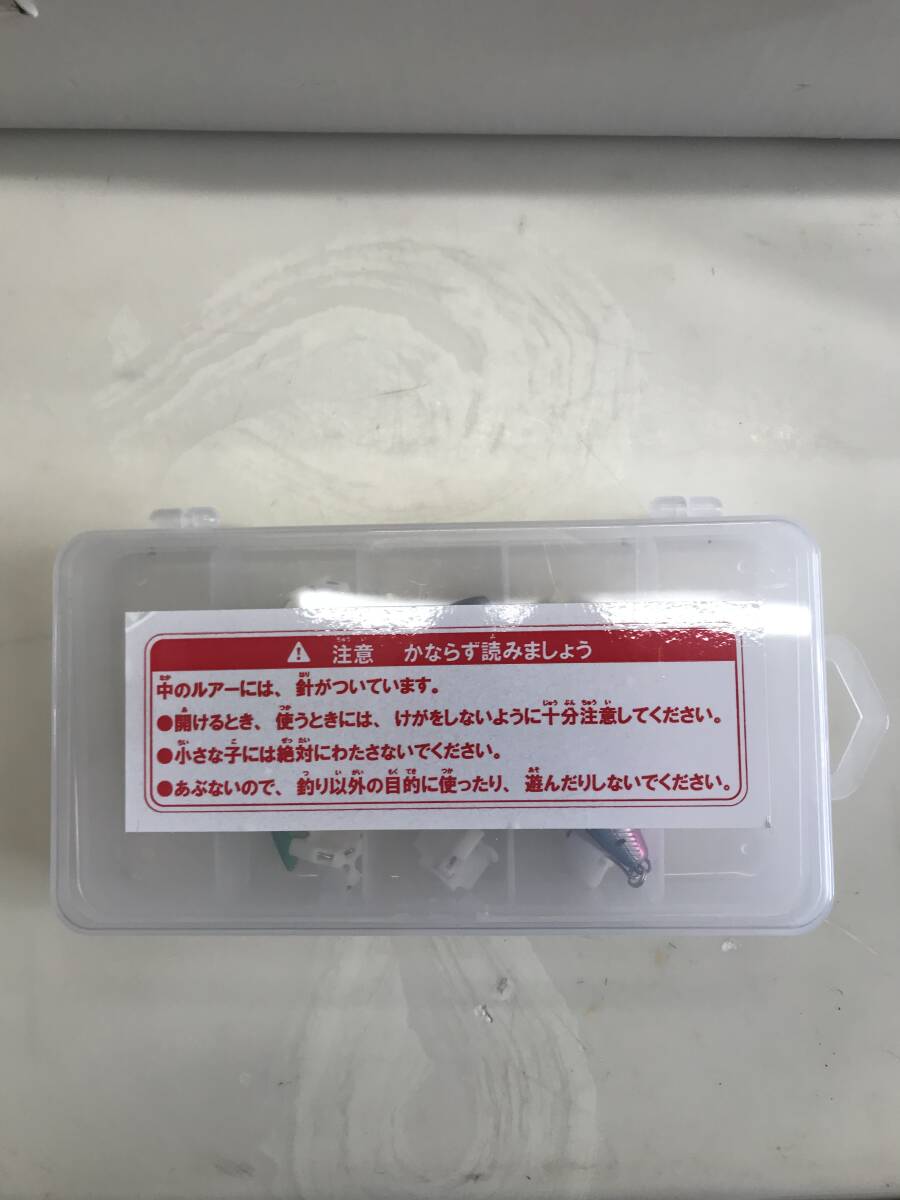 ⚠ 注意 かならず読みましょう
中のルアーには、針がついています。
●開けるとき、使うときには、けがをしないように十分注意してください。
●小さな子には絶対にわたさないでください。
●あぶないので、釣り以外の目的に使ったり、遊んだりしないでください。